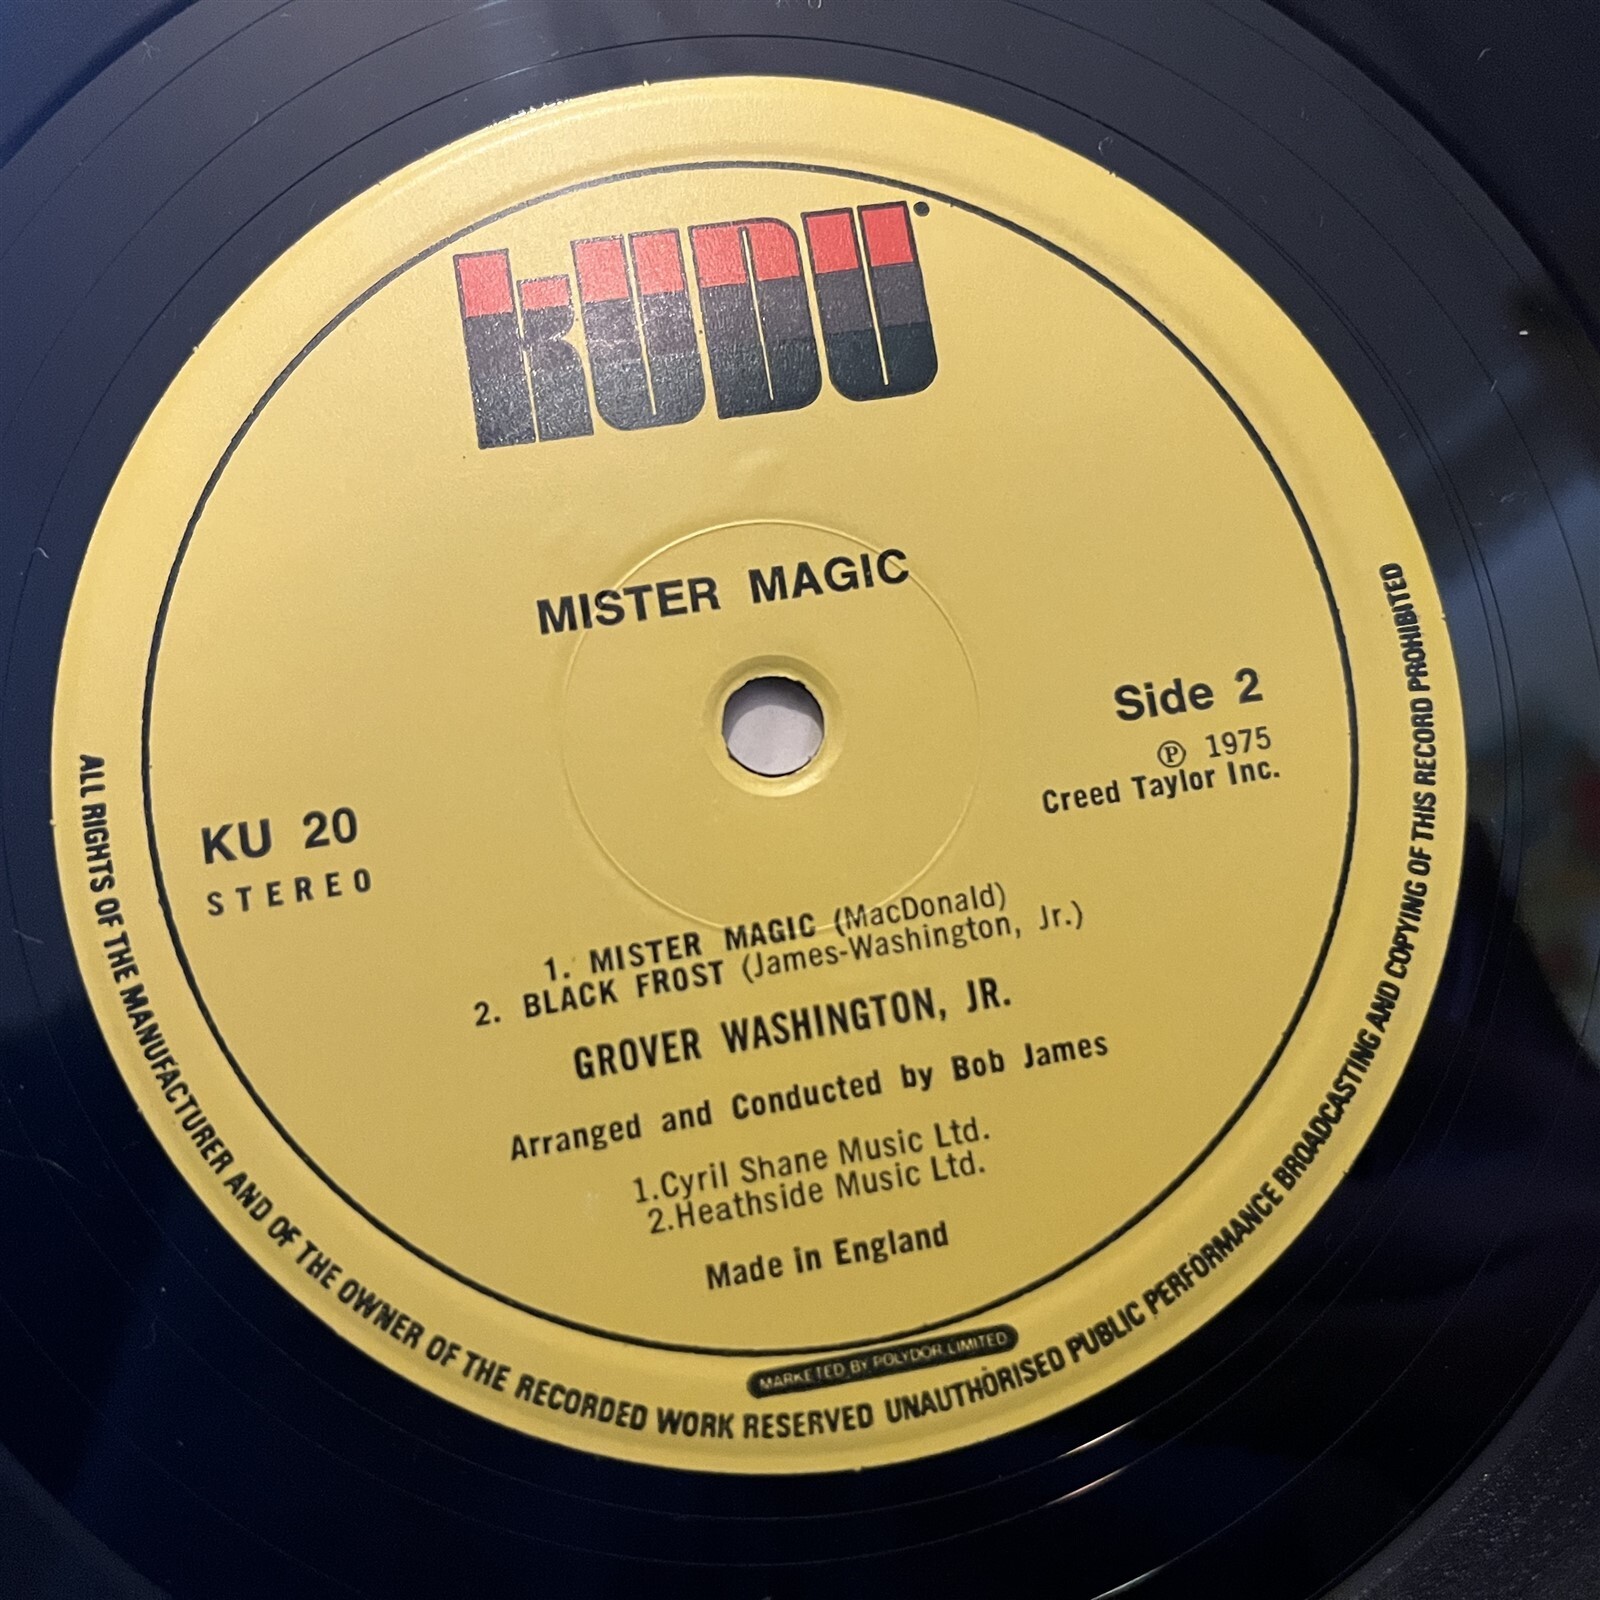 KUDU
MISTER MAGIC
Side 2
℗ 1975
Creed Taylor Inc.
KU 20
STEREO
1. MISTER MAGIC (MacDonald)
2. BLACK FROST (James-Washington, Jr.)
GROVER WASHINGTON, JR.
Arranged and Conducted by Bob James
1.Cyril Shane Music Ltd.
2.Heathside Music Ltd.
Made in England
MARKETED BY POLYDOR LIMITED
ALL RIGHTS OF THE MANUFACTURER AND OF THE OWNER OF THE RECORDED WORK RESERVED UNAUTHORISED PUBLIC PERFORMANCE BROADCASTING AND COPYING OF THIS RECORD PROHIBITED